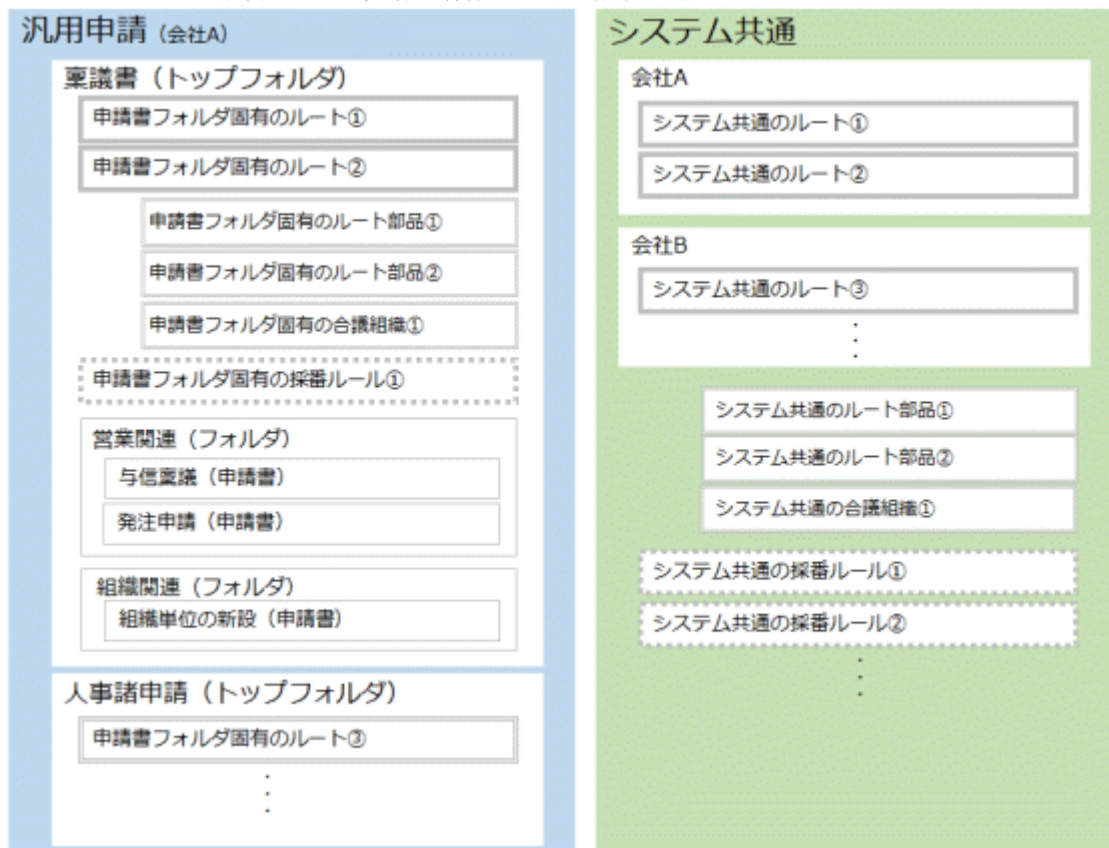 汎用申請（会社A）
稟議書（トップフォルダ）
申請書フォルダ固有のルート①
申請書フォルダ固有のルート②
申請書フォルダ固有のルート部品①
申請書フォルダ固有のルート部品②
申請書フォルダ固有の合議組織①
申請書フォルダ固有の採番ルール①
営業関連（フォルダ）
与信稟議（申請書）
発注申請（申請書）
組織関連（フォルダ）
組織単位の新設（申請書）
人事諸申請（トップフォルダ）
申請書フォルダ固有のルート③
システム共通
会社A
システム共通のルート①
システム共通のルート②
会社B
システム共通のルート③
システム共通のルート部品①
システム共通のルート部品②
システム共通の合議組織①
システム共通の採番ルール①
システム共通の採番ルール②